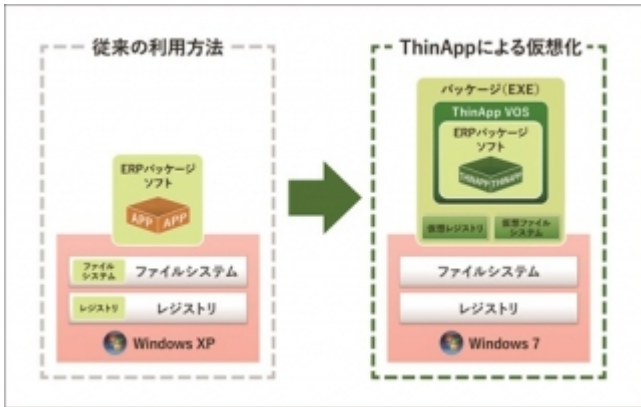 従来の利用方法
ERPパッケージ
ソフト
APP APP
ファイル
システム
ファイルシステム
レジストリ
レジストリ
Windows XP
ThinAppによる仮想化
パッケージ(EXE)
ThinApp VOS
ERPパッケージ
ソフト
THINAPP THINAPP
仮想レジストリ
仮想ファイル
システム
ファイルシステム
レジストリ
Windows 7